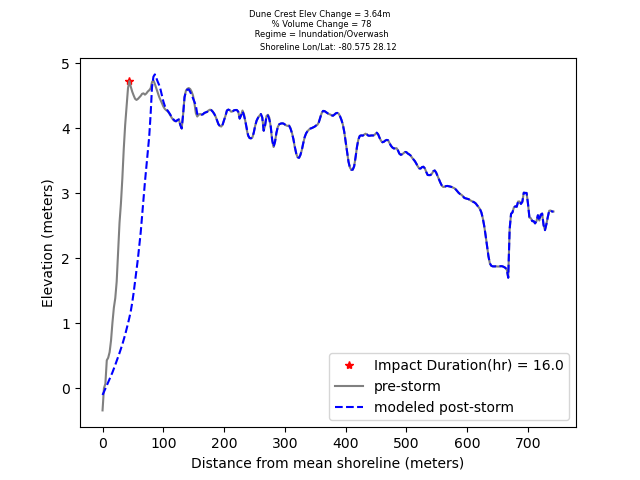 Dune Crest Elev Change = 3.64m
% Volume Change = 78
Regime = Inundation/Overwash
Shoreline Lon/Lat: -80.575 28.12
5
4
3
2
1
0
Elevation (meters)
Impact Duration(hr) = 16.0
pre-storm
modeled post-storm
0 100 200 300 400 500 600 700
Distance from mean shoreline (meters)